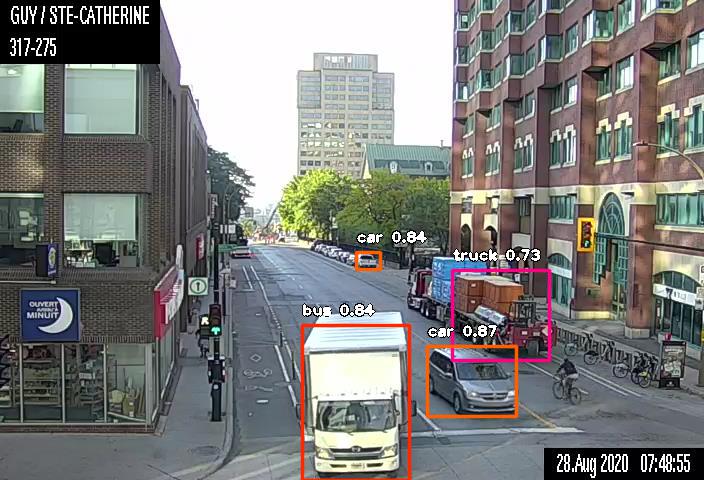 GUY / STE-CATHERINE
317-275
car 0.84
truck 0.73
bus 0.84
car 0.87
OUVERT
MINUIT
28.Aug 2020 07:48:55